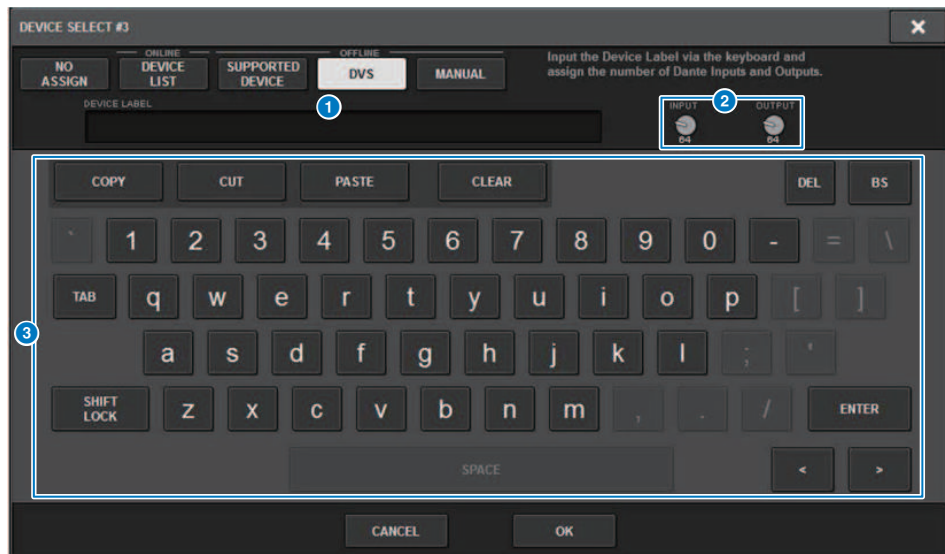 DEVICE SELECT #3
×
ONLINE
OFFLINE
NO ASSIGN
DEVICE LIST
SUPPORTED DEVICE
DVS
MANUAL
Input the Device Label via the keyboard and
assign the number of Dante Inputs and Outputs.
1
DEVICE LABEL
2
INPUT
OUTPUT
64
64
COPY CUT PASTE CLEAR DEL BS
` 1 2 3 4 5 6 7 8 9 0 - = \
TAB q w e r t y u i o p [ ]
3
a s d f g h j k l ; '
SHIFT LOCK z x c v b n m , . / ENTER
SPACE < >
CANCEL OK